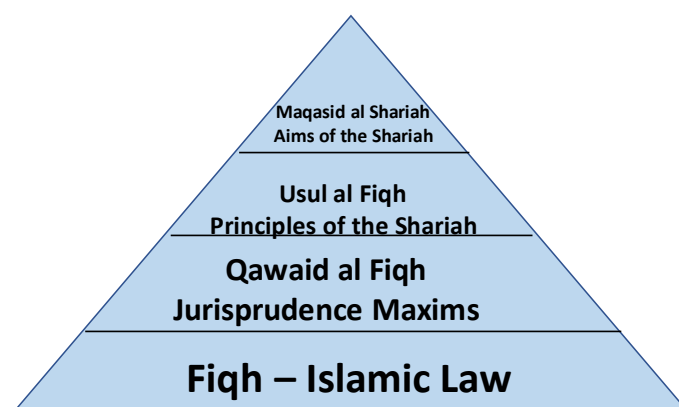 Maqasid al Shariah
Aims of the Shariah
Usul al Fiqh
Principles of the Shariah
Qawaid al Fiqh
Jurisprudence Maxims
Fiqh – Islamic Law